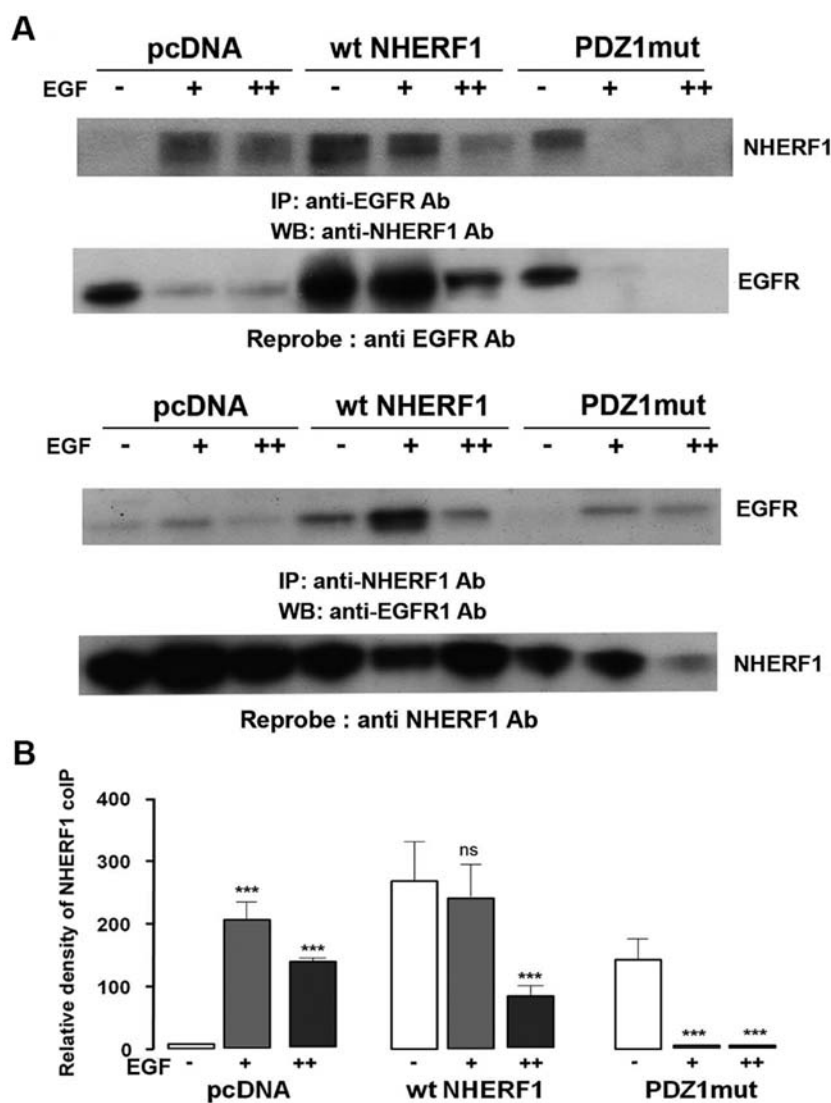 A
pcDNA wt NHERF1 PDZ1mut
EGF - + ++ - + ++ - + ++
NHERF1
IP: anti-EGFR Ab
WB: anti-NHERF1 Ab
EGFR
Reprobe : anti EGFR Ab
pcDNA wt NHERF1 PDZ1mut
EGF - + ++ - + ++ - + ++
EGFR
IP: anti-NHERF1 Ab
WB: anti-EGFR1 Ab
NHERF1
Reprobe : anti NHERF1 Ab
B
Relative density of NHERF1 coIP
400
300
200
100
0
*** *** ns *** *** ***
EGF - + ++ - + ++ - + ++
pcDNA wt NHERF1 PDZ1mut